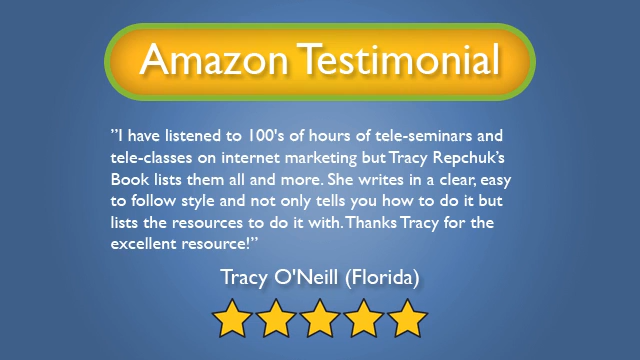 Amazon Testimonial
”I have listened to 100's of hours of tele-seminars and
tele-classes on internet marketing but Tracy Repchuk’s
Book lists them all and more. She writes in a clear, easy
to follow style and not only tells you how to do it but
lists the resources to do it with. Thanks Tracy for the
excellent resource!”
Tracy O'Neill (Florida)